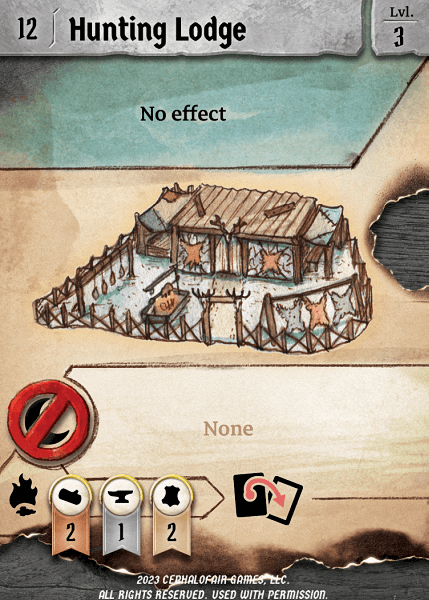 12 Hunting Lodge
Lvl.
3
No effect
None
2 1 2
2023 CEPHALOFAIR GAMES, LLC.
ALL RIGHTS RESERVED. USED WITH PERMISSION.